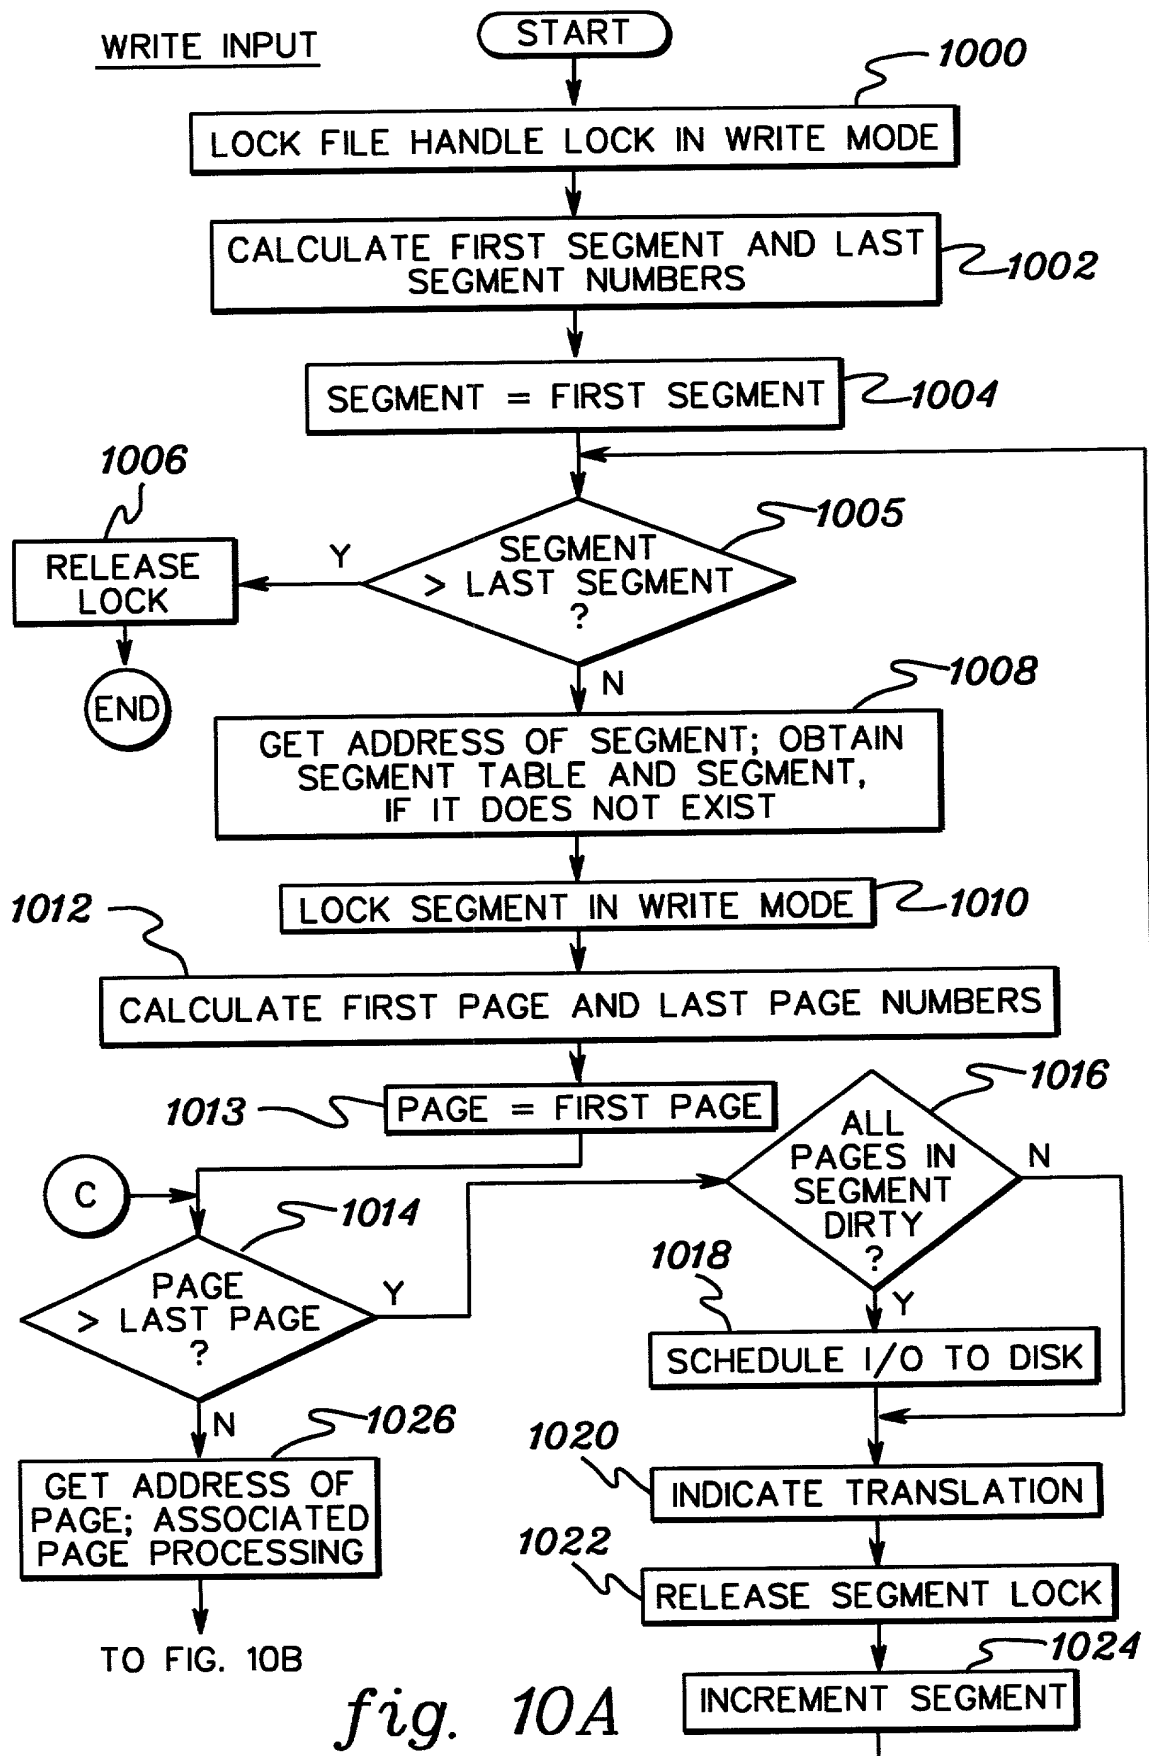 WRITE INPUT
START
1000
LOCK FILE HANDLE LOCK IN WRITE MODE
CALCULATE FIRST SEGMENT AND LAST
SEGMENT NUMBERS
1002
SEGMENT = FIRST SEGMENT
1004
1006
1005
RELEASE
LOCK
Y
SEGMENT
> LAST SEGMENT
?
END
N
1008
GET ADDRESS OF SEGMENT; OBTAIN
SEGMENT TABLE AND SEGMENT,
IF IT DOES NOT EXIST
LOCK SEGMENT IN WRITE MODE
1010
1012
CALCULATE FIRST PAGE AND LAST PAGE NUMBERS
1013
PAGE = FIRST PAGE
1016
ALL
PAGES IN
SEGMENT
DIRTY
?
N
C
1014
PAGE
> LAST PAGE
?
Y
1018
Y
SCHEDULE I/O TO DISK
N
1026
GET ADDRESS OF
PAGE; ASSOCIATED
PAGE PROCESSING
1020
INDICATE TRANSLATION
1022
RELEASE SEGMENT LOCK
TO FIG. 10B
1024
INCREMENT SEGMENT
fig. 10A